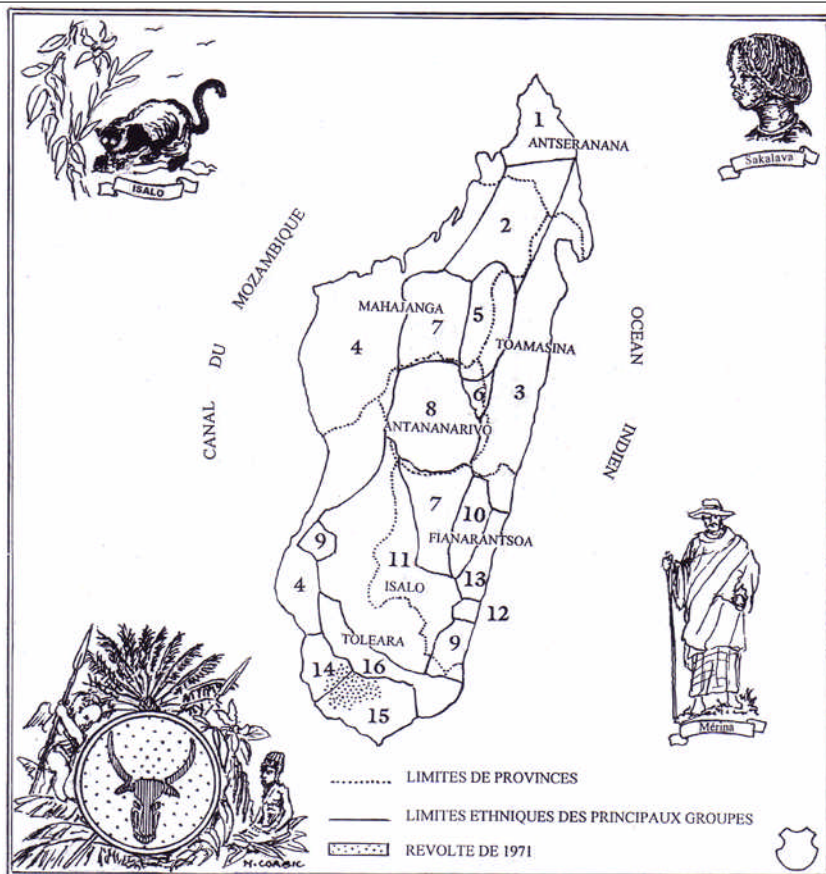 ISALO
Sakalava
1
ANTSERANANA
2
CANAL DU MOZAMBIQUE
OCEAN INDIEN
MAHAJANGA
7
5
4
TOAMASINA
6
3
8
ANTANANARIVO
7
10
9
FIANARANTSOA
11
13
4
ISALO
12
TOLEARA
9
14
16
15
Mérina
LIMITES DE PROVINCES
LIMITES ETHNIQUES DES PRINCIPAUX GROUPES
REVOLTE DE 1971
H. CORBIC